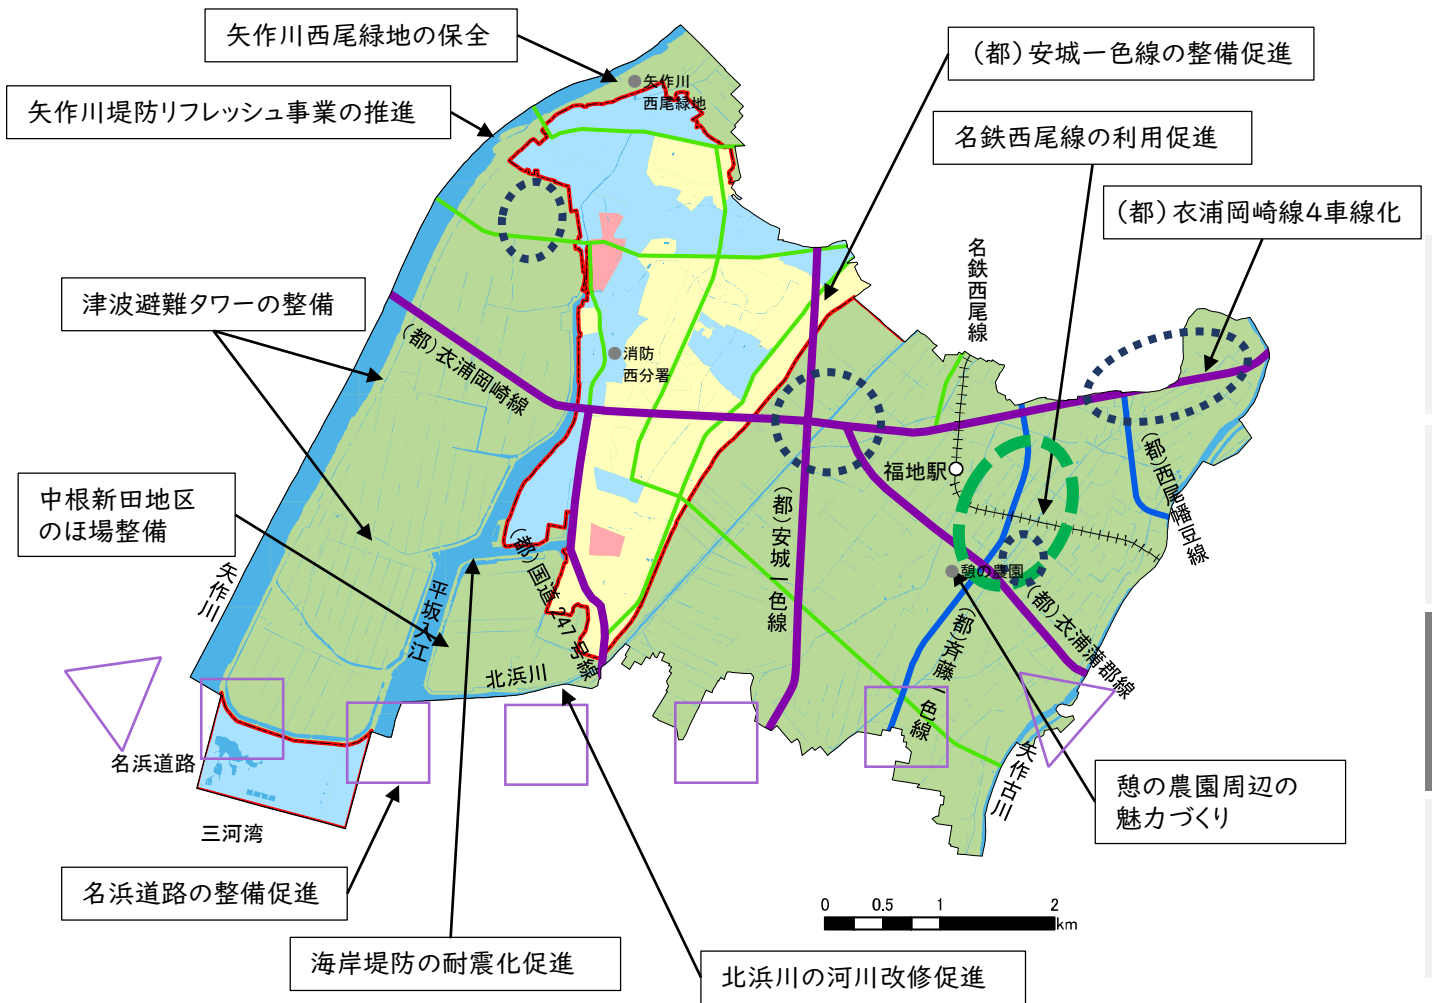 矢作川西尾緑地の保全
(都)安城一色線の整備促進
矢作川
西尾緑地
矢作川堤防リフレッシュ事業の推進
名鉄西尾線の利用促進
(都)衣浦岡崎線4車線化
名鉄西尾線
津波避難タワーの整備
(都)衣浦岡崎線
消防
西分署
福地駅
(都)西尾幡豆線
中根新田地区
のほ場整備
(都)安城一色線
(都)国道247号線
憩の農園
矢作川
平坂入江
(都)斉藤一色線
(都)衣浦蒲郡線
北浜川
名浜道路
矢作古川
三河湾
憩の農園周辺の
魅力づくり
名浜道路の整備促進
0 0.5 1 2
km
海岸堤防の耐震化促進
北浜川の河川改修促進